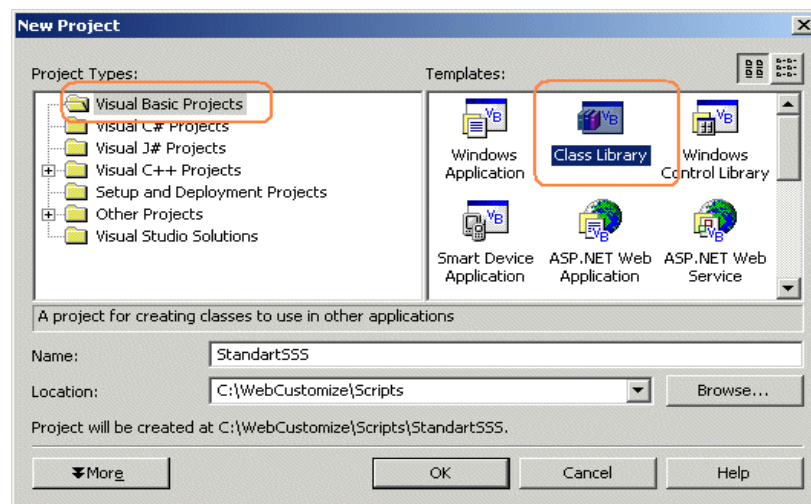 New Project
Project Types:
Templates:
Visual Basic Projects
Visual C# Projects
Visual J# Projects
Visual C++ Projects
Setup and Deployment Projects
Other Projects
Visual Studio Solutions
Windows
Application
Class Library
Windows
Control Library
Smart Device
Application
ASP.NET Web
Application
ASP.NET Web
Service
A project for creating classes to use in other applications
Name:
StandartSSS
Location:
C:\WebCustomize\Scripts
Browse...
Project will be created at C:\WebCustomize\Scripts\StandartSSS.
More
OK
Cancel
Help